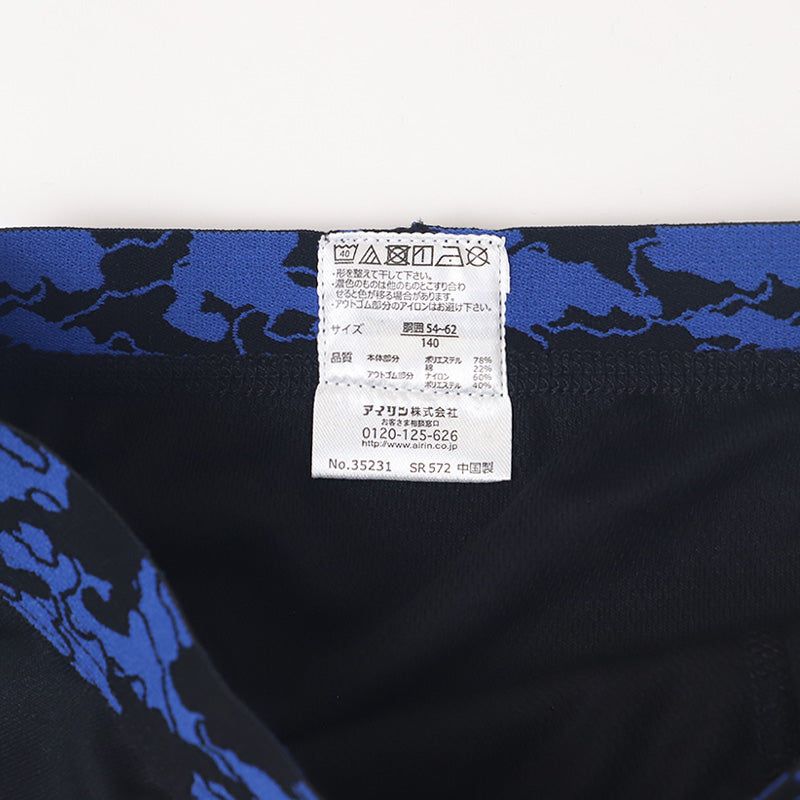 40
・形を整えて干して下さい。
・濃色のものは他のものとこすり合わ
せると色が移る場合があります。
・アウトゴム部分のアイロンはお避け下さい。
サイズ 胴囲 54~62
140
品質 本体部分 ポリエステル 78%
綿 22%
アウトゴム部分 ナイロン 60%
ポリエステル 40%
アイリン株式会社
お客さま相談窓口
0120-125-626
http://www.airin.co.jp
No.35231 SR 572 中国製